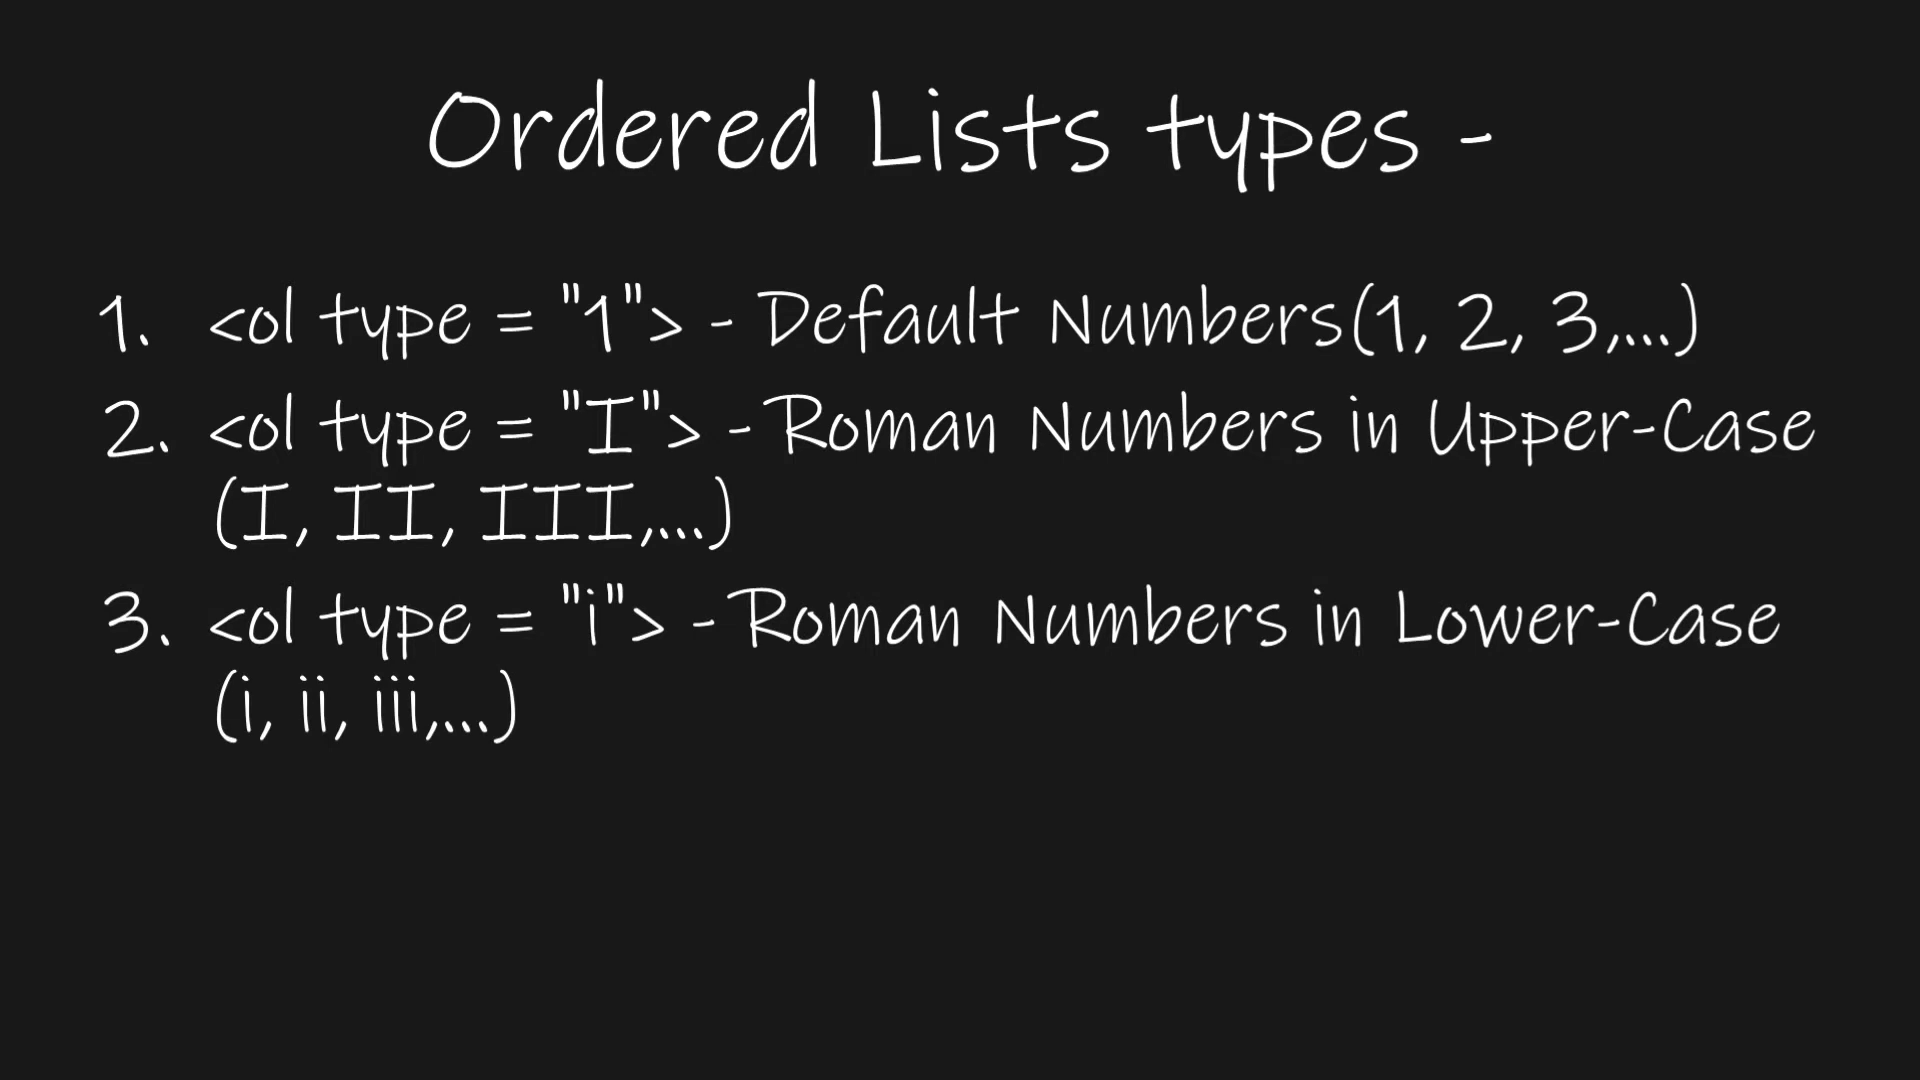 Ordered Lists types -
1. <ol type = "1"> - Default Numbers(1, 2, 3,...)
2. <ol type = "I"> - Roman Numbers in Upper-Case
(I, II, III,...)
3. <ol type = "i"> - Roman Numbers in Lower-Case
(i, ii, iii,...)